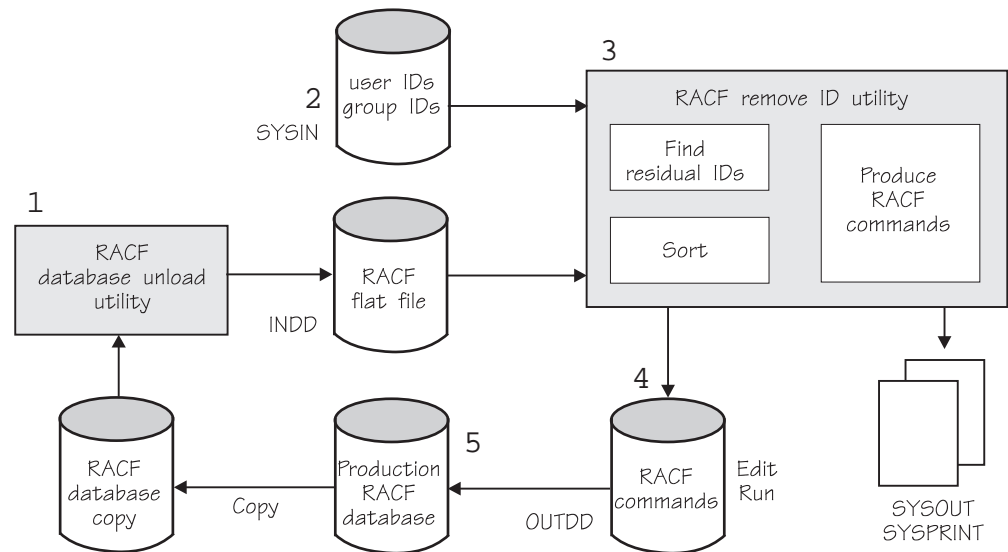 3
user IDs
group IDs
2
SYSIN
RACF remove ID utility
Find
residual IDs
Produce
RACF
commands
Sort
1
RACF
database unload
utility
RACF
flat file
INDD
4
5
RACF
database
copy
Copy
Production
RACF
database
OUTDD
RACF
commands
Edit
Run
SYSOUT
SYSPRINT